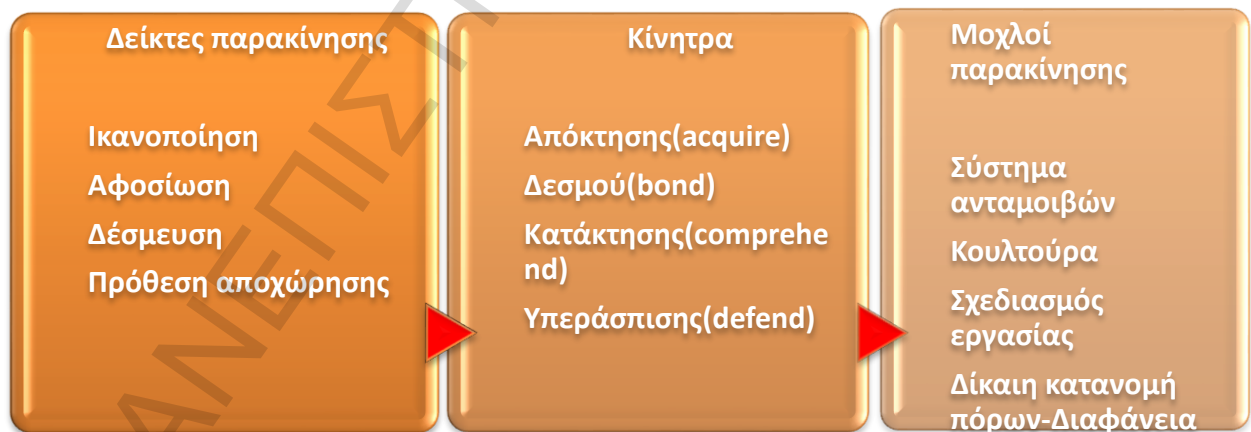 Δείκτες παρακίνησης
Ικανοποίηση
Αφοσίωση
Δέσμευση
Πρόθεση αποχώρησης
Κίνητρα
Απόκτησης(acquire)
Δεσμού(bond)
Κατάκτησης(comprehe
nd)
Υπεράσπισης(defend)
Μοχλοί
παρακίνησης
Σύστημα
ανταμοιβών
Κουλτούρα
Σχεδιασμός
εργασίας
Δίκαιη κατανομή
πόρων-Διαφάνεια